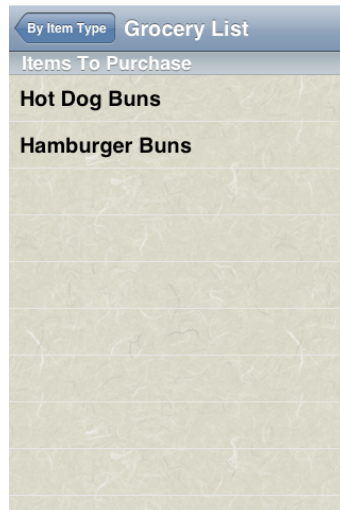 By Item Type Grocery List
Items To Purchase
Hot Dog Buns
Hamburger Buns